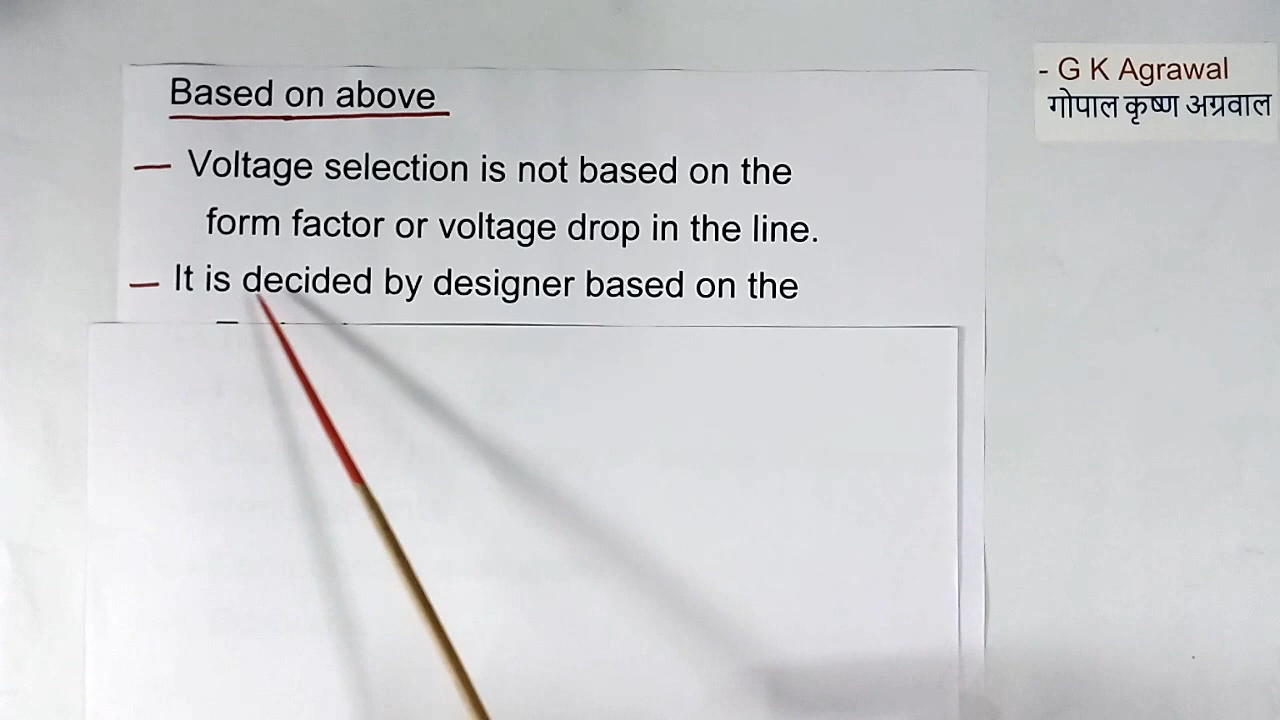 Based on above
— Voltage selection is not based on the
form factor or voltage drop in the line.
— It is decided by designer based on the
- G K Agrawal
गोपाल कृष्ण अग्रवाल